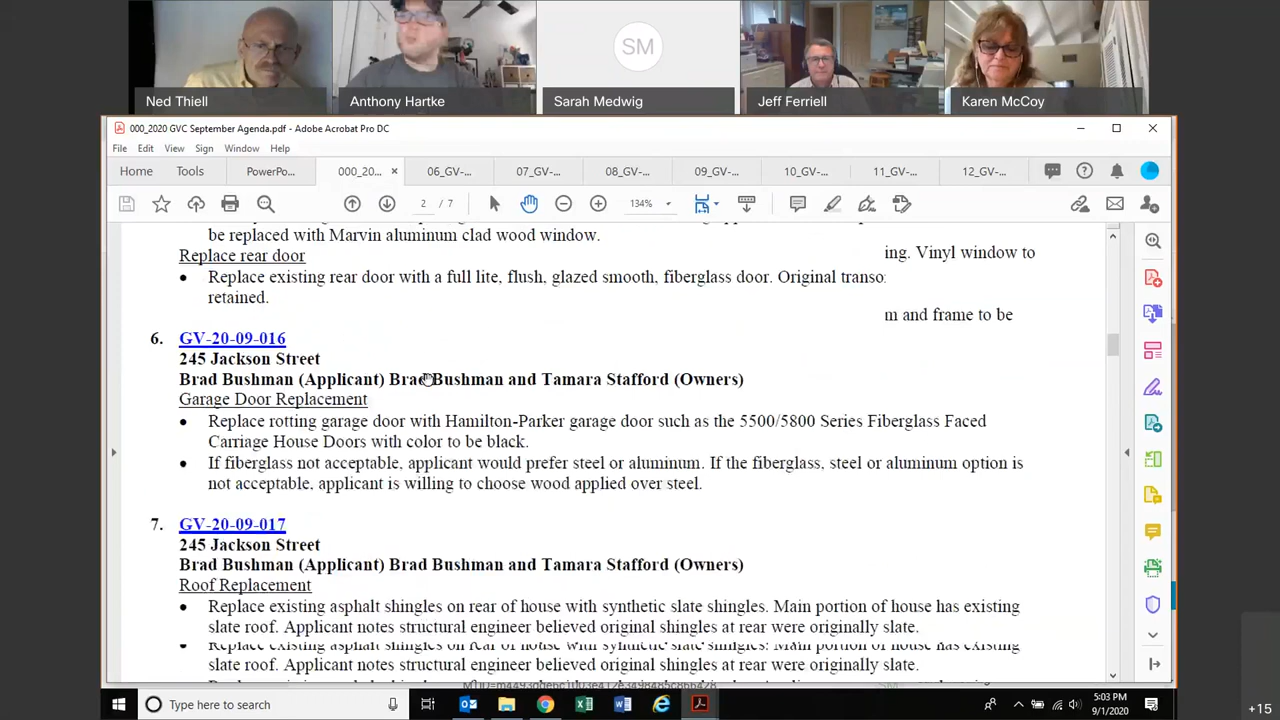 SM
Ned Thiell
Anthony Hartke
Sarah Medwig
Jeff Ferriell
Karen McCoy
000_2020 GVC September Agenda.pdf - Adobe Acrobat Pro DC
File Edit View Sign Window Help
Home Tools PowerPo... 000_20... × 06_GV-... 07_GV-... 08_GV-... 09_GV-... 10_GV-... 11_GV-... 12_GV-...
2 / 7 134%
be replaced with Marvin aluminum clad wood window.
ing. Vinyl window to
Replace rear door
• Replace existing rear door with a full lite, flush, glazed smooth, fiberglass door. Original transo
retained.
m and frame to be
6. GV-20-09-016
245 Jackson Street
Brad Bushman (Applicant) Brad Bushman and Tamara Stafford (Owners)
Garage Door Replacement
• Replace rotting garage door with Hamilton-Parker garage door such as the 5500/5800 Series Fiberglass Faced
Carriage House Doors with color to be black.
• If fiberglass not acceptable, applicant would prefer steel or aluminum. If the fiberglass, steel or aluminum option is
not acceptable, applicant is willing to choose wood applied over steel.
7. GV-20-09-017
245 Jackson Street
Brad Bushman (Applicant) Brad Bushman and Tamara Stafford (Owners)
Roof Replacement
• Replace existing asphalt shingles on rear of house with synthetic slate shingles. Main portion of house has existing
slate roof. Applicant notes structural engineer believed original shingles at rear were originally slate.
• Replace existing asphalt shingles on rear of house with synthetic slate shingles. Main portion of house has existing
slate roof. Applicant notes structural engineer believed original shingles at rear were originally slate.
Type here to search
5:03 PM
9/1/2020
+15